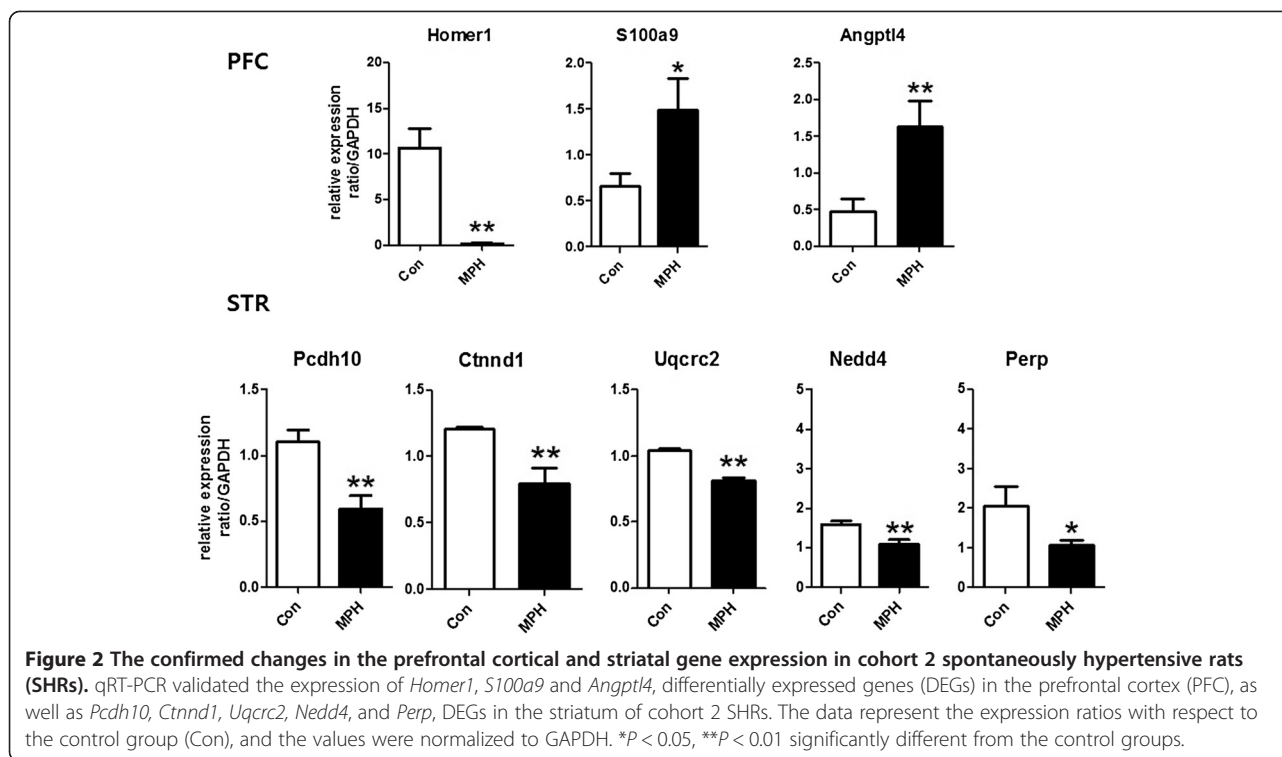 Homer1 S100a9 Angptl4
PFC
relative expression
ratio/GAPDH
20
15
10
5
0
**
Con MPH
2.0
1.5
1.0
0.5
0.0
*
Con MPH
2.5
2.0
1.5
1.0
0.5
0.0
**
Con MPH
STR
Pcdh10 Ctnnd1 Uqcrc2 Nedd4 Perp
relative expression
ratio/GAPDH
1.5
1.0
0.5
0.0
**
Con MPH
1.5
1.0
0.5
0.0
**
Con MPH
1.5
1.0
0.5
0.0
**
Con MPH
5
4
3
2
1
0
**
Con MPH
5
4
3
2
1
0
*
Con MPH
Figure 2 The confirmed changes in the prefrontal cortical and striatal gene expression in cohort 2 spontaneously hypertensive rats
(SHRs). qRT-PCR validated the expression of Homer1, S100a9 and Angptl4, differentially expressed genes (DEGs) in the prefrontal cortex (PFC), as
well as Pcdh10, Ctnnd1, Uqcrc2, Nedd4, and Perp, DEGs in the striatum of cohort 2 SHRs. The data represent the expression ratios with respect to
the control group (Con), and the values were normalized to GAPDH. *P < 0.05, **P < 0.01 significantly different from the control groups.